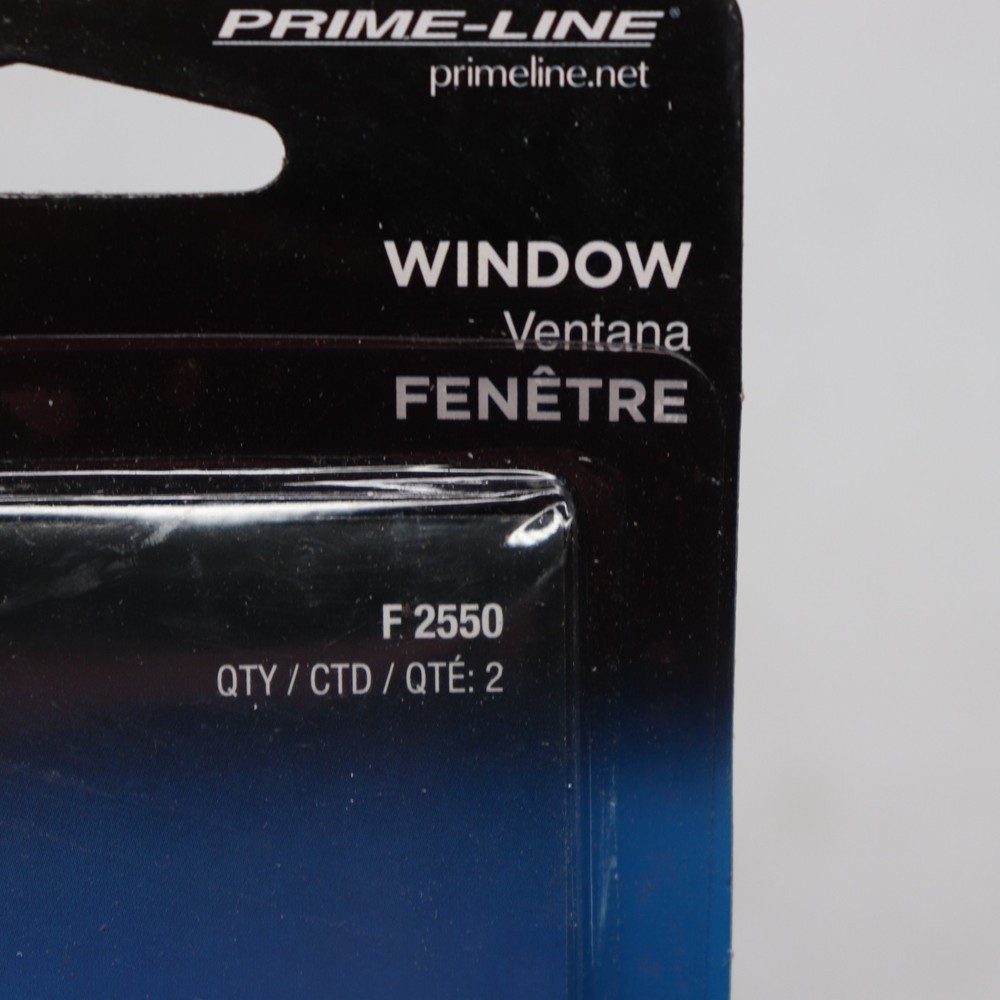 PRIME-LINE®
primeline.net
WINDOW
Ventana
FENÊTRE
F 2550
QTY / CTD / QTÉ: 2